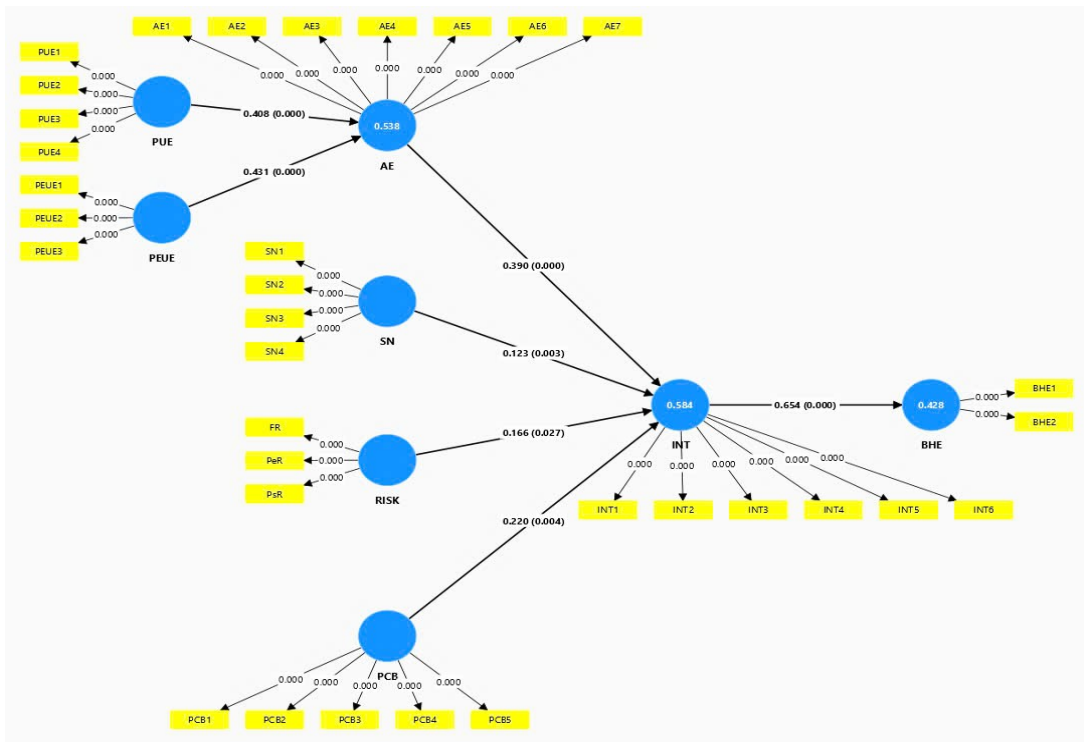 AE1 AE2 AE3 AE4 AE5 AE6 AE7
0.000 0.000 0.000 0.000 0.000 0.000 0.000
PUE1
PUE2
PUE3
PUE4
0.000
0.000
0.000
0.000
PUE
0.408 (0.000)
0.538
AE
PEUE1
PEUE2
PEUE3
0.000
0.000
0.000
PEUE
0.431 (0.000)
0.390 (0.000)
SN1
SN2
SN3
SN4
0.000
0.000
0.000
0.000
SN
0.123 (0.003)
FR
PeR
PsR
0.000
0.000
0.000
RISK
0.166 (0.027)
0.584
INT
0.654 (0.000)
0.428
BHE
0.000
0.000
BHE1
BHE2
0.000 0.000 0.000 0.000 0.000 0.000
INT1 INT2 INT3 INT4 INT5 INT6
0.220 (0.004)
PCB
0.000 0.000 0.000 0.000 0.000
PCB1 PCB2 PCB3 PCB4 PCB5